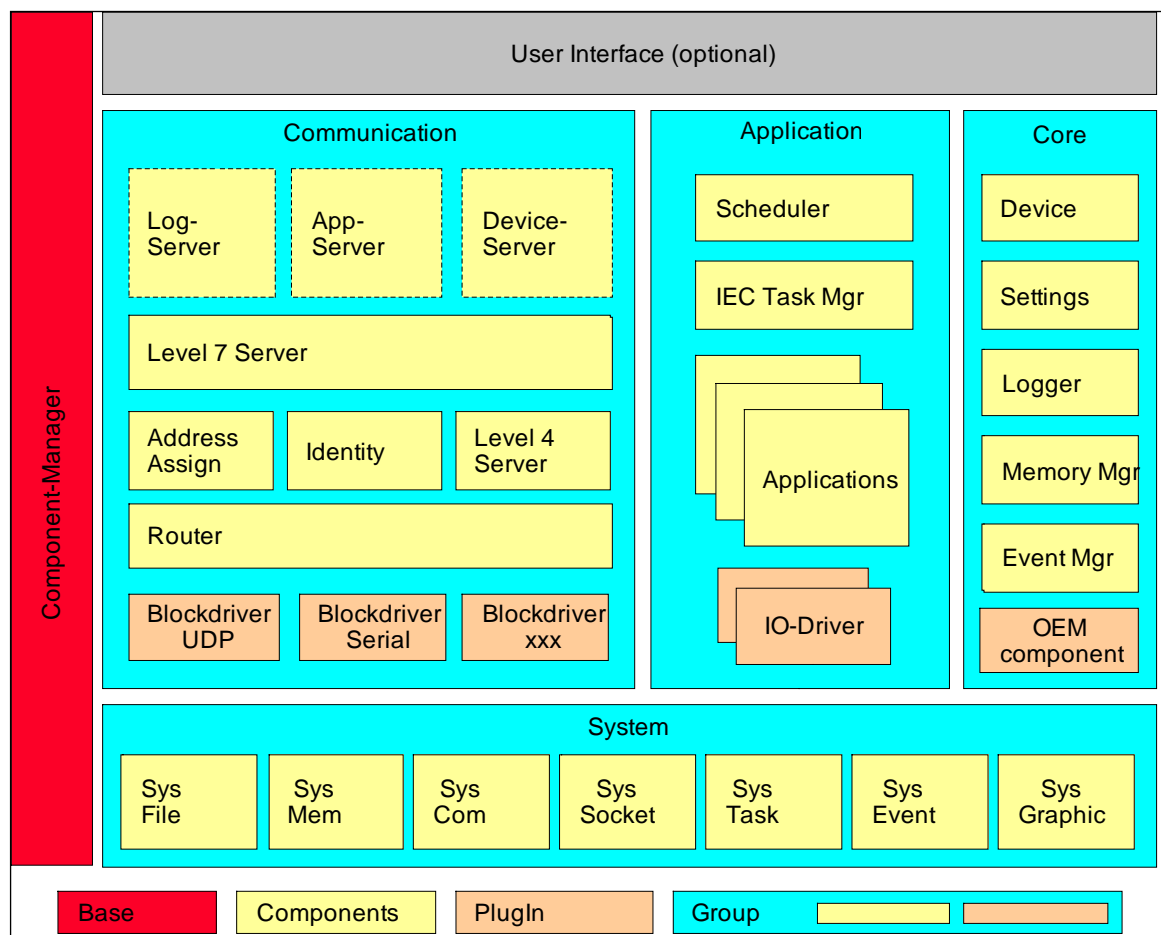 User Interface (optional)
Component-Manager
Communication
Log-
Server
App-
Server
Device-
Server
Level 7 Server
Address
Assign
Identity
Level 4
Server
Router
Blockdriver
UDP
Blockdriver
Serial
Blockdriver
xxx
Application
Scheduler
IEC Task Mgr
Applications
IO-Driver
Core
Device
Settings
Logger
Memory Mgr
Event Mgr
OEM
component
System
Sys
File
Sys
Mem
Sys
Com
Sys
Socket
Sys
Task
Sys
Event
Sys
Graphic
Base
Components
PlugIn
Group